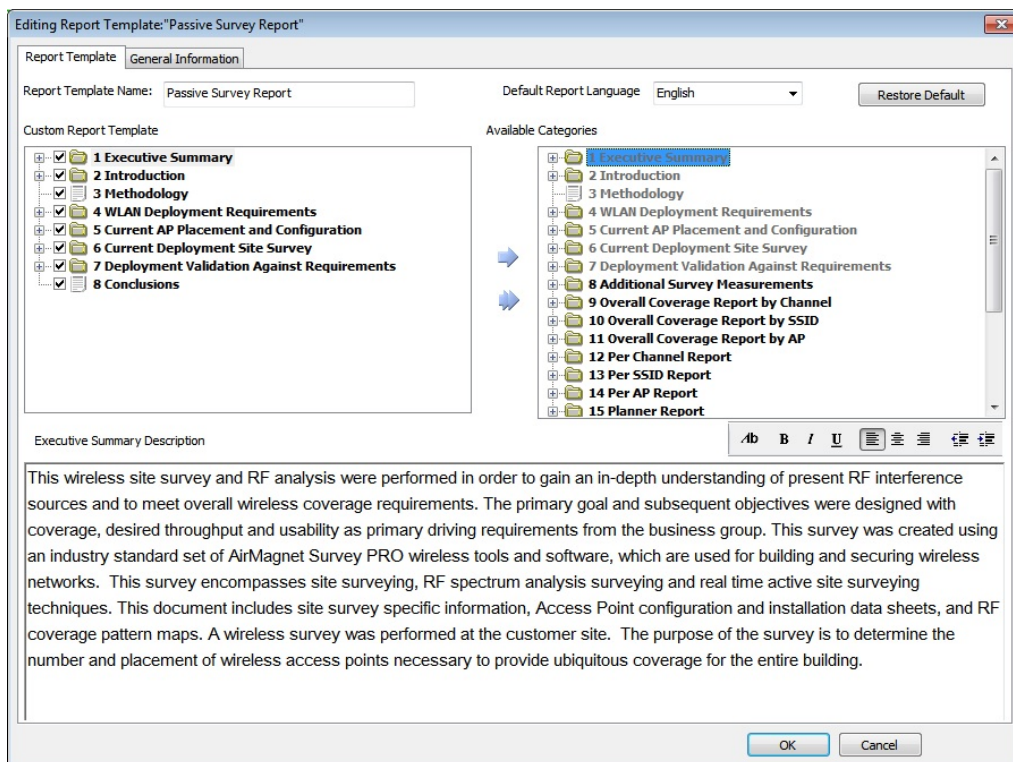 Editing Report Template:"Passive Survey Report"
Report Template General Information
Report Template Name: Passive Survey Report Default Report Language English Restore Default
Custom Report Template
1 Executive Summary
2 Introduction
3 Methodology
4 WLAN Deployment Requirements
5 Current AP Placement and Configuration
6 Current Deployment Site Survey
7 Deployment Validation Against Requirements
8 Conclusions
Available Categories
1 Executive Summary
2 Introduction
3 Methodology
4 WLAN Deployment Requirements
5 Current AP Placement and Configuration
6 Current Deployment Site Survey
7 Deployment Validation Against Requirements
8 Additional Survey Measurements
9 Overall Coverage Report by Channel
10 Overall Coverage Report by SSID
11 Overall Coverage Report by AP
12 Per Channel Report
13 Per SSID Report
14 Per AP Report
15 Planner Report
Executive Summary Description
Ab B I U
This wireless site survey and RF analysis were performed in order to gain an in-depth understanding of present RF interference
sources and to meet overall wireless coverage requirements. The primary goal and subsequent objectives were designed with
coverage, desired throughput and usability as primary driving requirements from the business group. This survey was created using
an industry standard set of AirMagnet Survey PRO wireless tools and software, which are used for building and securing wireless
networks.  This survey encompasses site surveying, RF spectrum analysis surveying and real time active site surveying
techniques. This document includes site survey specific information, Access Point configuration and installation data sheets, and RF
coverage pattern maps. A wireless survey was performed at the customer site.  The purpose of the survey is to determine the
number and placement of wireless access points necessary to provide ubiquitous coverage for the entire building.
OK Cancel